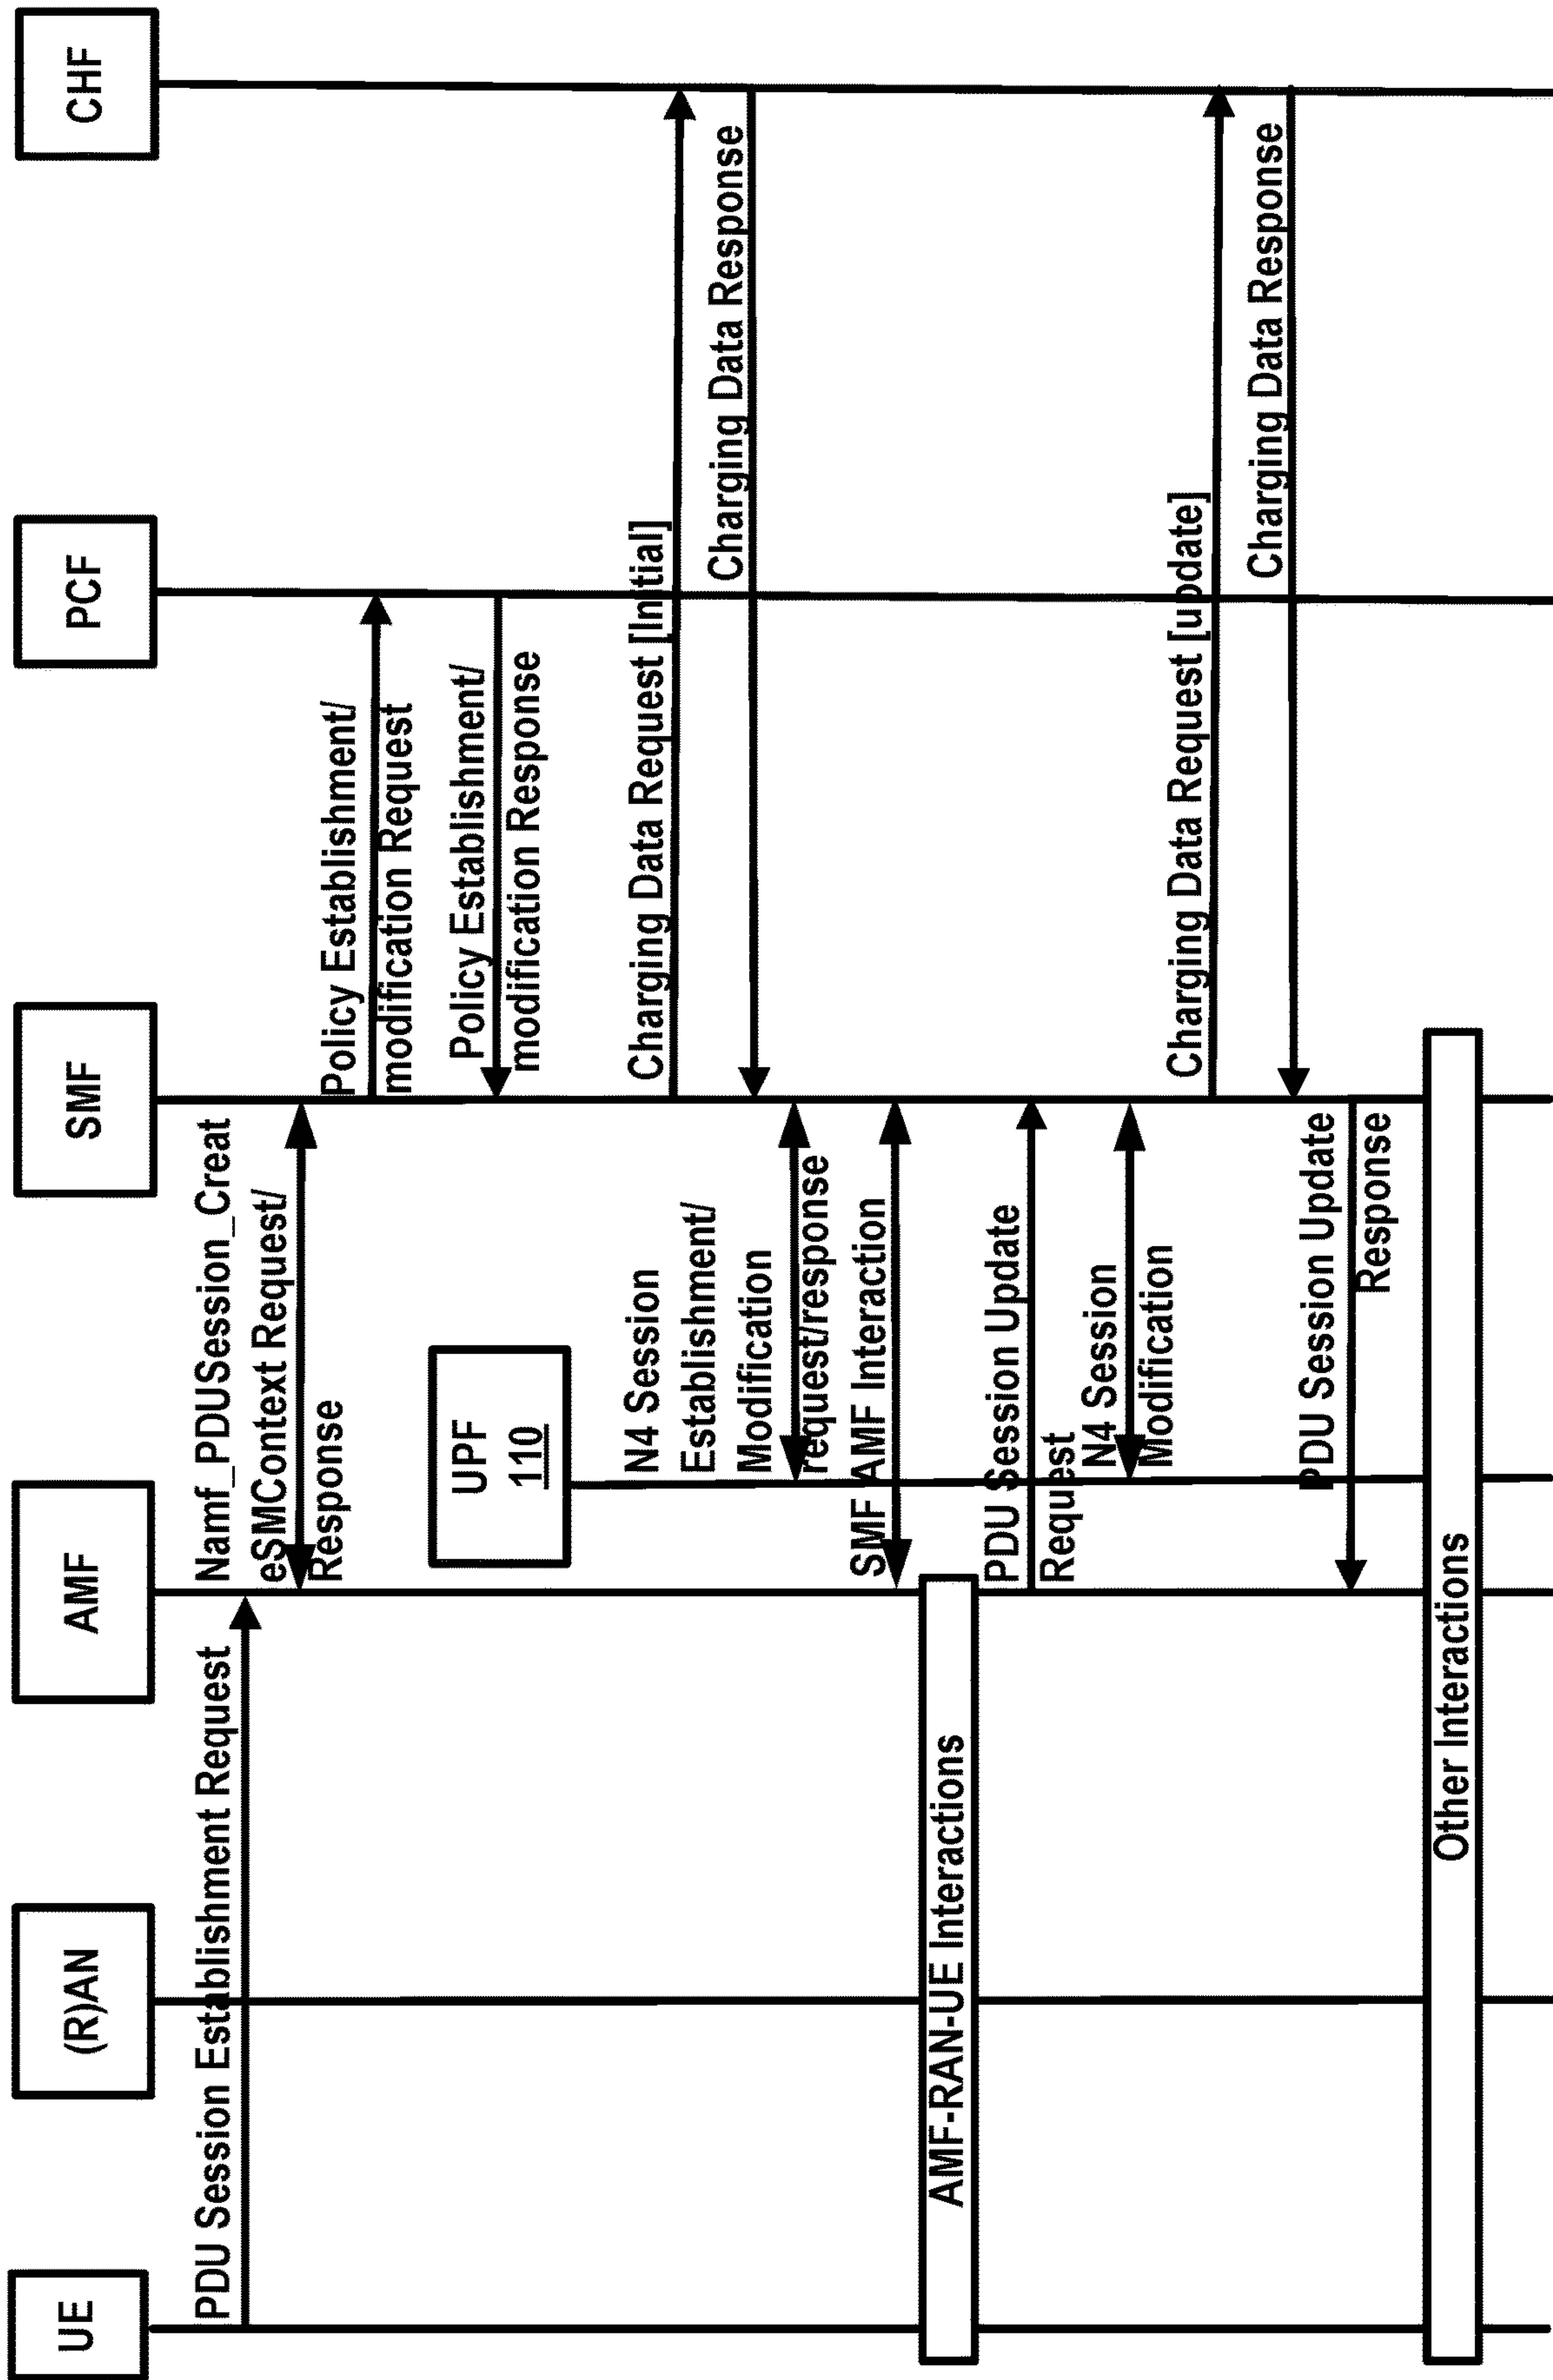 UE
(R)AN
AMF
SMF
PCF
CHF
PDU Session Establishment Request
Namf_PDUSession_Creat
eSMContext Request/
Response
Policy Establishment/
modification Request
UPF
110
Policy Establishment/
modification Response
N4 Session
Establishment/
Modification
request/response
Charging Data Request [Initial]
Charging Data Response
SMF AMF Interaction
AMF-RAN-UE Interactions
PDU Session Update
Request
N4 Session
Modification
Charging Data Request [update]
Charging Data Response
PDU Session Update
Response
Other Interactions